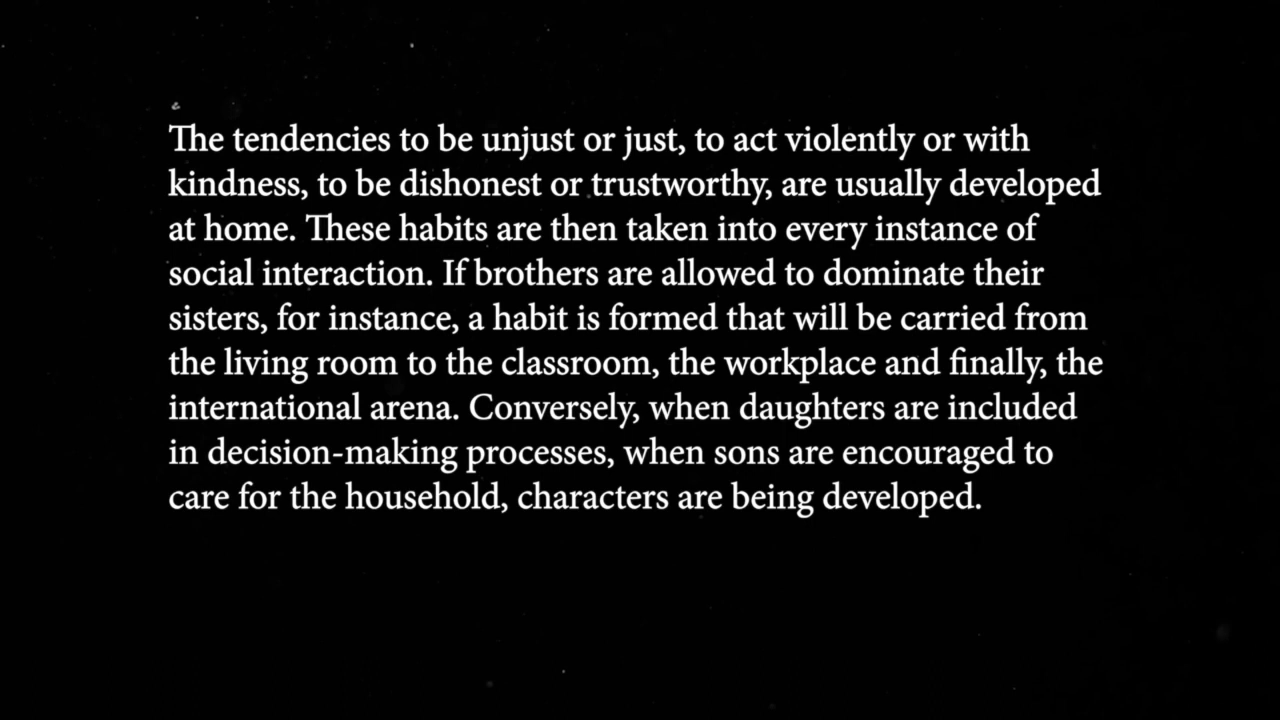 The tendencies to be unjust or just, to act violently or with
kindness, to be dishonest or trustworthy, are usually developed
at home. These habits are then taken into every instance of
social interaction. If brothers are allowed to dominate their
sisters, for instance, a habit is formed that will be carried from
the living room to the classroom, the workplace and finally, the
international arena. Conversely, when daughters are included
in decision-making processes, when sons are encouraged to
care for the household, characters are being developed.